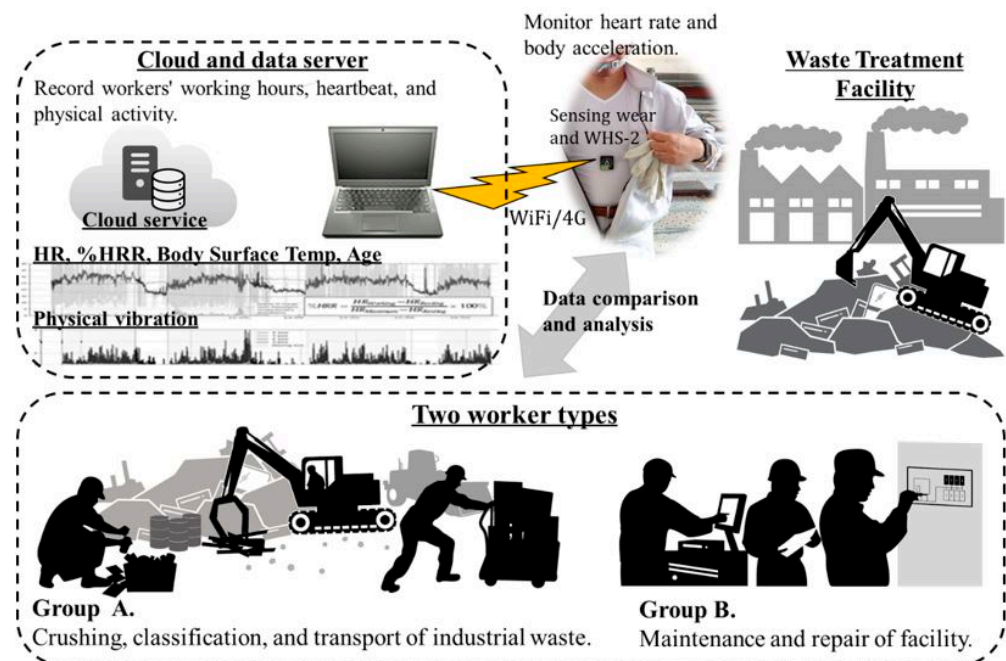 Cloud and data server
Record workers' working hours, heartbeat, and
physical activity.
Cloud service
HR, %HRR, Body Surface Temp, Age
%HRR
100%
Physical vibration
Monitor heart rate and
body acceleration.
Sensing wear
and WHS-2
WiFi/4G
Data comparison
and analysis
Waste Treatment
Facility
Two worker types
Group A.
Crushing, classification, and transport of industrial waste.
Group B.
Maintenance and repair of facility.